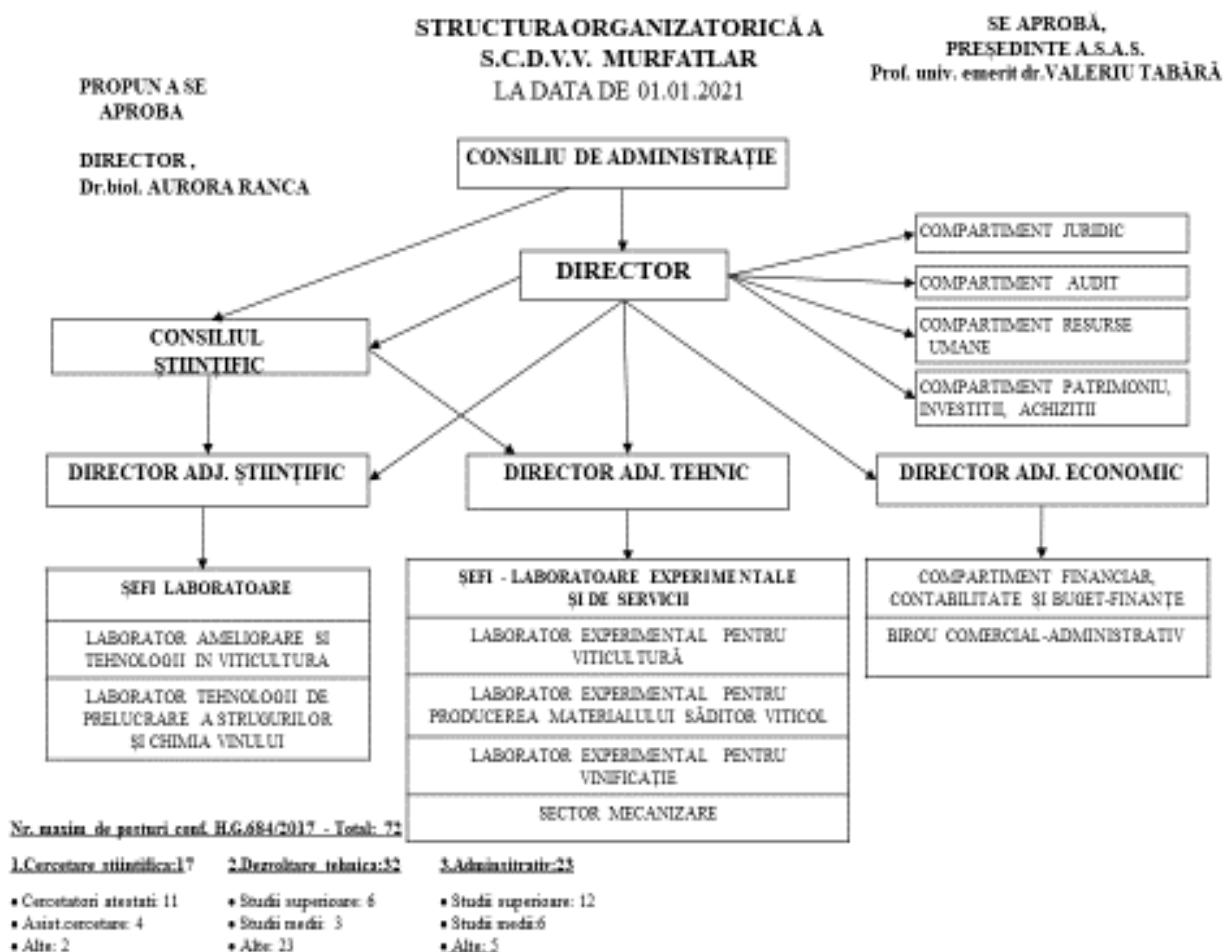 STRUCTURA ORGANIZATORICĂ A
S.C.D.V.V. MURFATLAR
LA DATA DE 01.01.2021
SE APROBĂ,
PREȘEDINTE A.S.A.S.
Prof. univ. emerit dr. VALERIU TABĂRĂ
PROPUN A SE
APROBA
DIRECTOR ,
Dr.biol. AURORA RANCA
CONSILIU DE ADMINISTRAȚIE
DIRECTOR
COMPARTIMENT JURIDIC
COMPARTIMENT AUDIT
COMPARTIMENT RESURSE
UMANE
COMPARTIMENT PATRIMONIU,
INVESTITII, ACHIZITII
CONSILIUL
ȘTIINȚIFIC
DIRECTOR ADJ. ȘTIINȚIFIC
DIRECTOR ADJ. TEHNIC
DIRECTOR ADJ. ECONOMIC
ȘEFI LABORATOARE
LABORATOR AMELIORARE SI
TEHNOLOGII IN VITICULTURA
LABORATOR TEHNOLOGII DE
PRELUCRARE A STRUGURILOR
ȘI CHIMIA VINULUI
ȘEFI - LABORATOARE EXPERIMENTALE
ȘI DE SERVICII
LABORATOR EXPERIMENTAL PENTRU
VITICULTURĂ
LABORATOR EXPERIMENTAL PENTRU
PRODUCEREA MATERIALULUI SĂDITOR VITICOL
LABORATOR EXPERIMENTAL PENTRU
VINIFICAȚIE
SECTOR MECANIZARE
COMPARTIMENT FINANCIAR,
CONTABILITATE ȘI BUGET-FINANȚE
BIROU COMERCIAL-ADMINISTRATIV
Nr. maxim de posturi conf. H.G.684/2017 - Total: 72
1.Cercetare stiintifica:17
• Cercetatori atestati: 11
• Asist.cercetare: 4
• Alte: 2
2.Dezvoltare tehnica:32
• Studii superioare: 6
• Studii medii: 3
• Alte: 23
3.Adminsitrativ:23
• Studii superioare: 12
• Studii medii:6
• Alte: 5